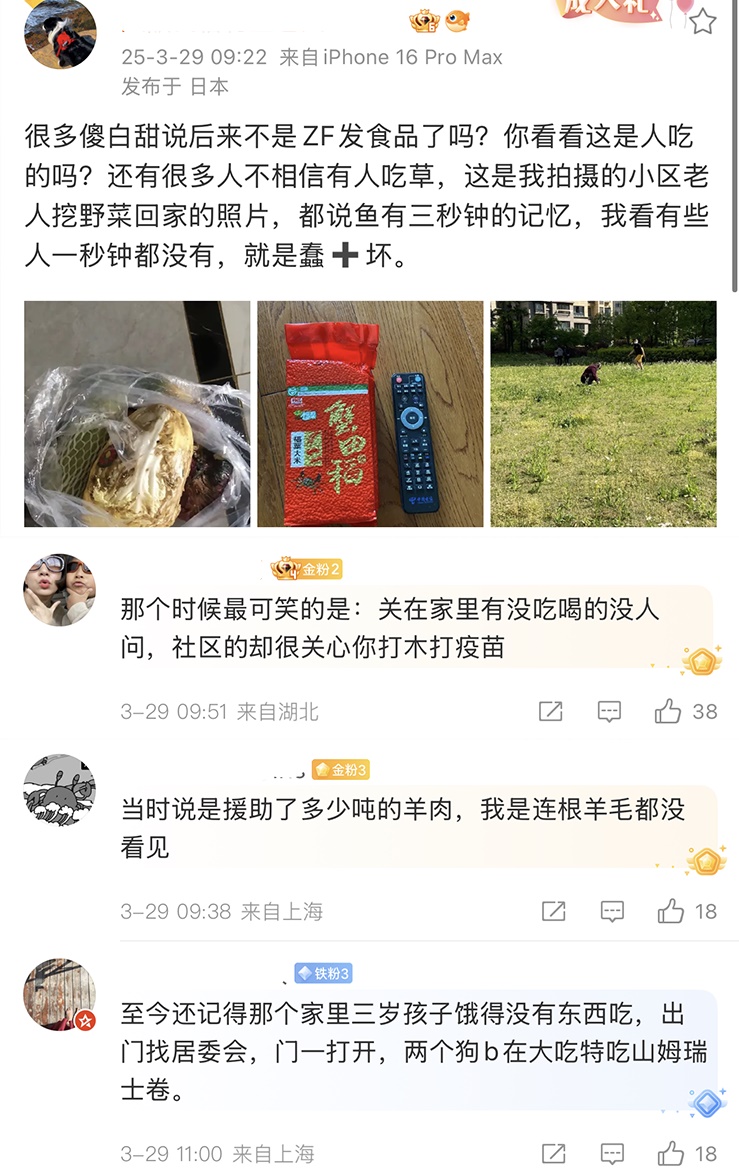 成人礼
25-3-29 09:22 来自iPhone 16 Pro Max
发布于 日本
很多傻白甜说后来不是ZF发食品了吗？你看看这是人吃
的吗？还有很多人不相信有人吃草，这是我拍摄的小区老
人挖野菜回家的照片，都说鱼有三秒钟的记忆，我看有些
人一秒钟都没有，就是蠢➕坏。
蟹田稻
蟹稻大米
金粉2
那个时候最可笑的是：关在家里有没吃喝的没人
问，社区的却很关心你打木打疫苗
3-29 09:51 来自湖北
38
金粉3
当时说是援助了多少吨的羊肉，我是连根羊毛都没
看见
3-29 09:38 来自上海
18
铁粉3
至今还记得那个家里三岁孩子饿得没有东西吃，出
门找居委会，门一打开，两个狗b在大吃特吃山姆瑞
士卷。
3-29 11:00 来自上海
18